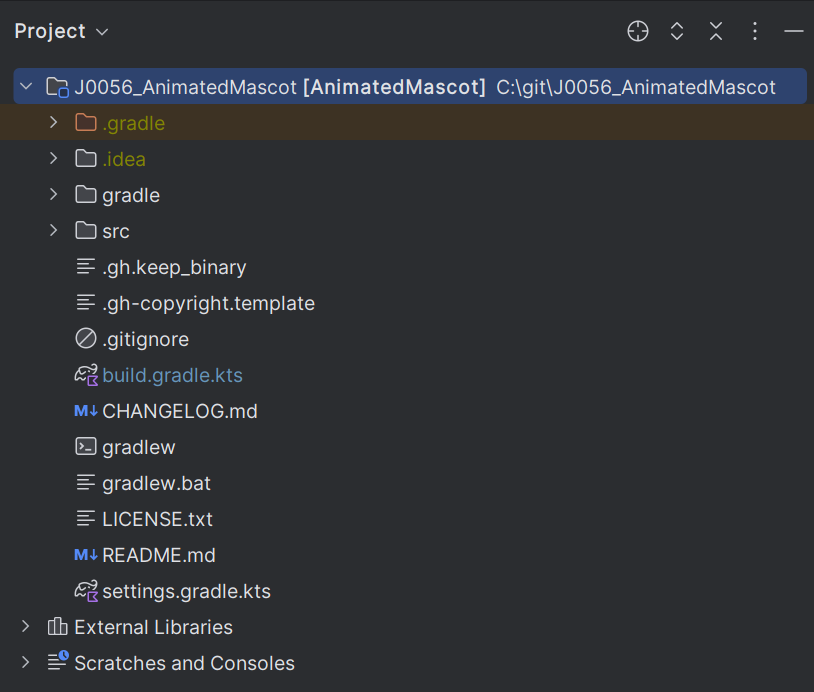 Project
J0056_AnimatedMascot [AnimatedMascot] C:\git\J0056_AnimatedMascot
.gradle
.idea
gradle
src
.gh.keep_binary
.gh-copyright.template
.gitignore
build.gradle.kts
M↓ CHANGELOG.md
gradlew
gradlew.bat
LICENSE.txt
M↓ README.md
settings.gradle.kts
External Libraries
Scratches and Consoles